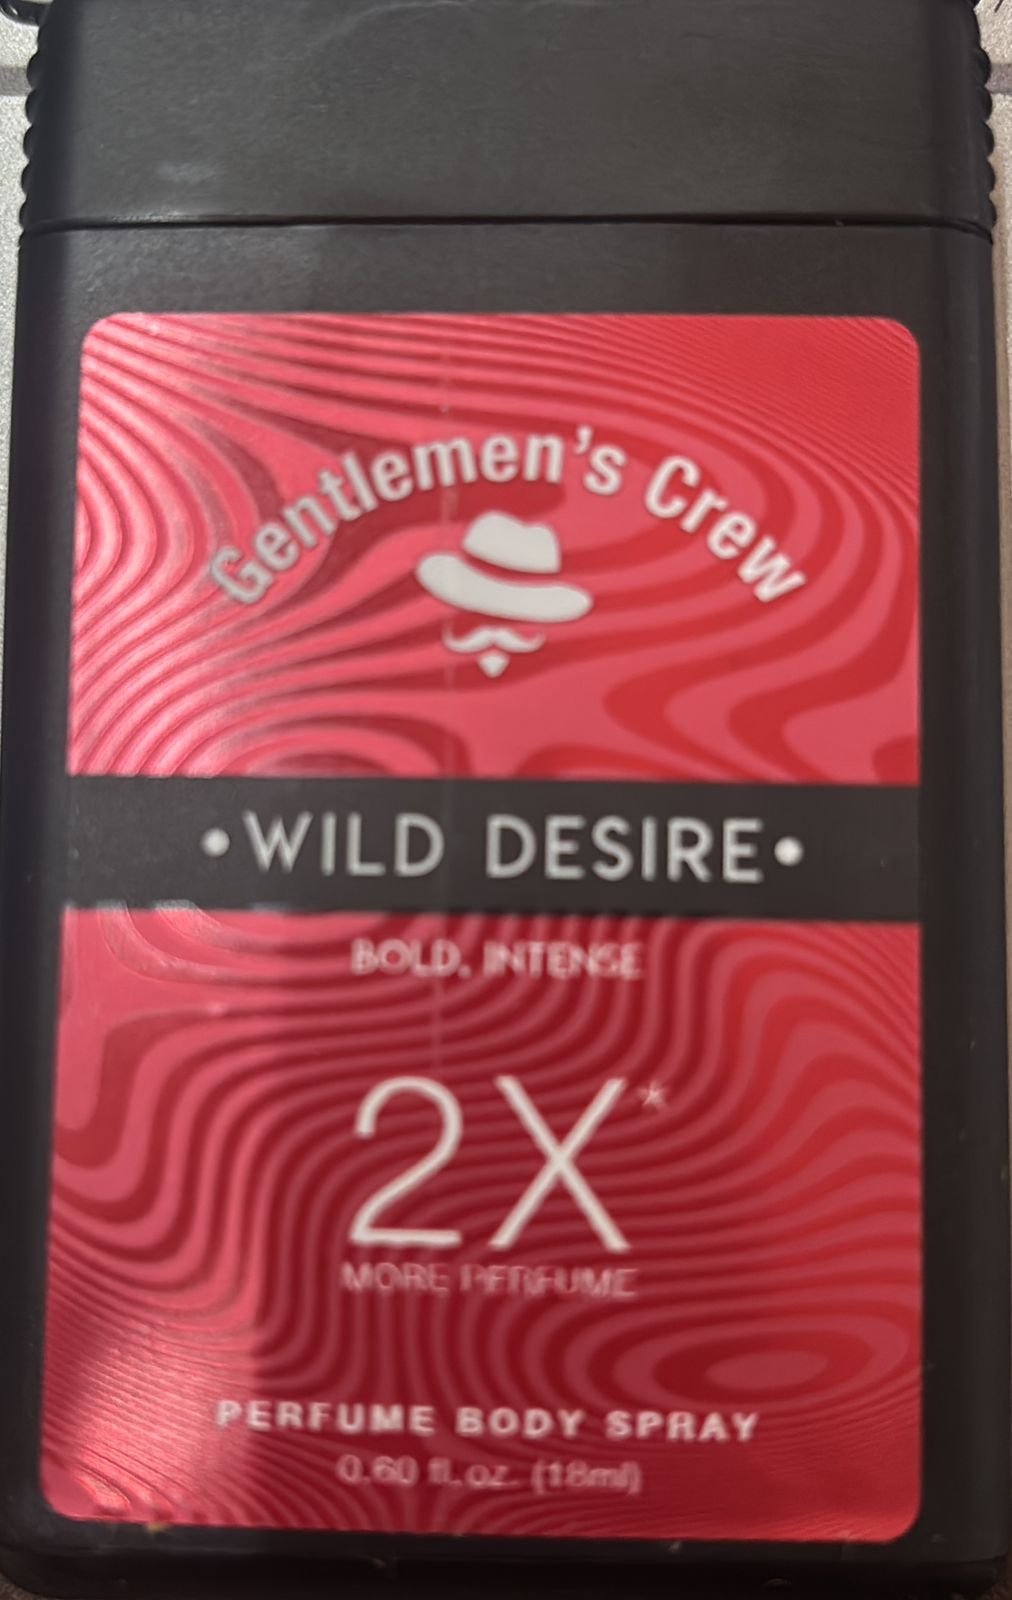 Gentlemen's Crew
• WILD DESIRE •
BOLD, INTENSE
2X*
MORE PERFUME
PERFUME BODY SPRAY
0.60 fl.oz. (18ml)